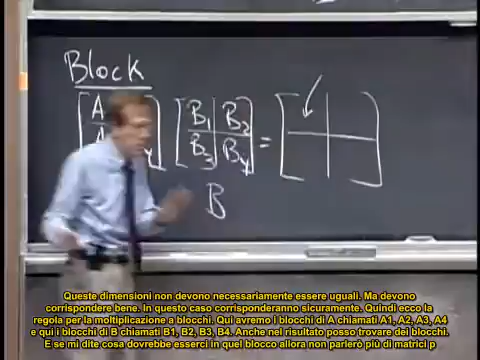 Block
A B1 B2
A 4 B3 B4 =
B
Queste dimensioni non devono necessariamente essere uguali. Ma devono
corrispondere bene. In questo caso corrisponderanno sicuramente. Quindi ecco la
regola per la moltiplicazione a blocchi. Qui avremo i blocchi di A chiamati A1, A2, A3, A4
e qui i blocchi di B chiamati B1, B2, B3, B4. Anche nel risultato posso trovare dei blocchi.
E se mi dite cosa dovrebbe esserci in quel blocco allora non parlerò più di matrici p